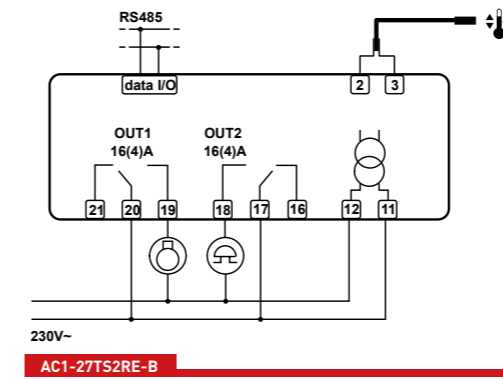 RS485
data I/O
2 3
OUT1 OUT2
16(4)A 16(4)A
21 20 19 18 17 16 12 11
230V~
AC1-27TS2RE-B